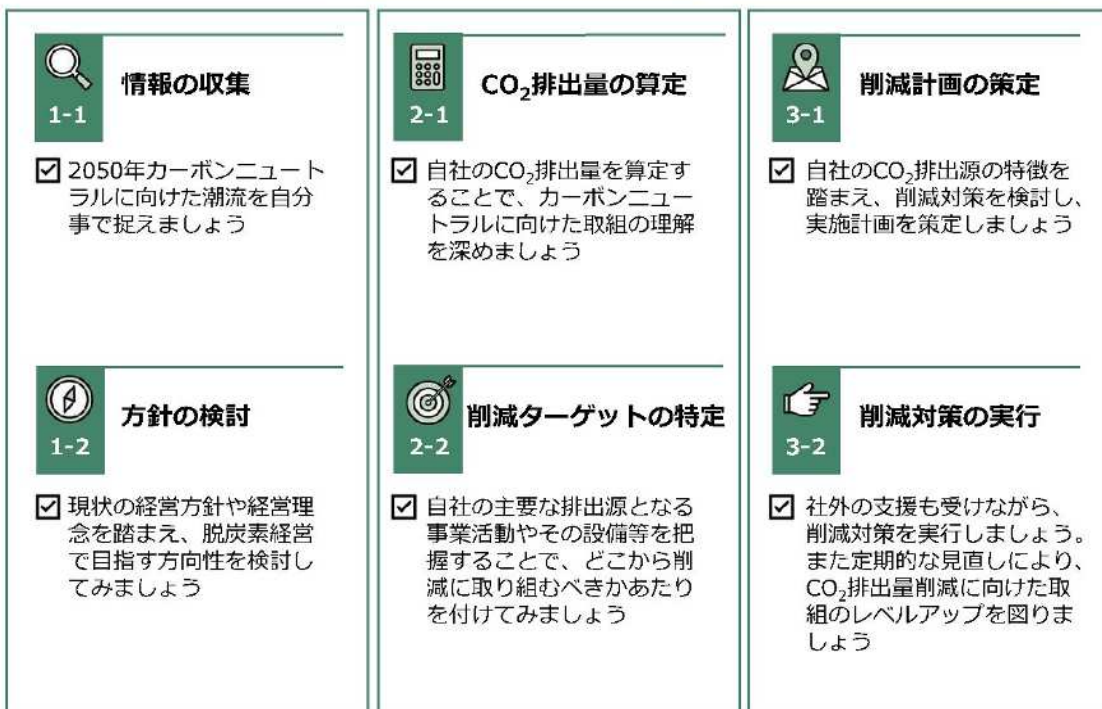 1-1
情報の収集
☑ 2050年カーボンニュート
ラルに向けた潮流を自分
事で捉えましょう
1-2
方針の検討
☑ 現状の経営方針や経営理
念を踏まえ、脱炭素経営
で目指す方向性を検討し
てみましょう
2-1
CO₂排出量の算定
☑ 自社のCO₂排出量を算定す
ることで、カーボンニュー
トラルに向けた取組の理解
を深めましょう
2-2
削減ターゲットの特定
☑ 自社の主要な排出源となる
事業活動やその設備等を把
握することで、どこから削
減に取り組むべきかあたり
を付けてみましょう
3-1
削減計画の策定
☑ 自社のCO₂排出源の特徴を
踏まえ、削減対策を検討し、
実施計画を策定しましょう
3-2
削減対策の実行
☑ 社外の支援も受けながら、
削減対策を実行しましょう。
また定期的な見直しにより、
CO₂排出量削減に向けた取
組のレベルアップを図りま
しょう